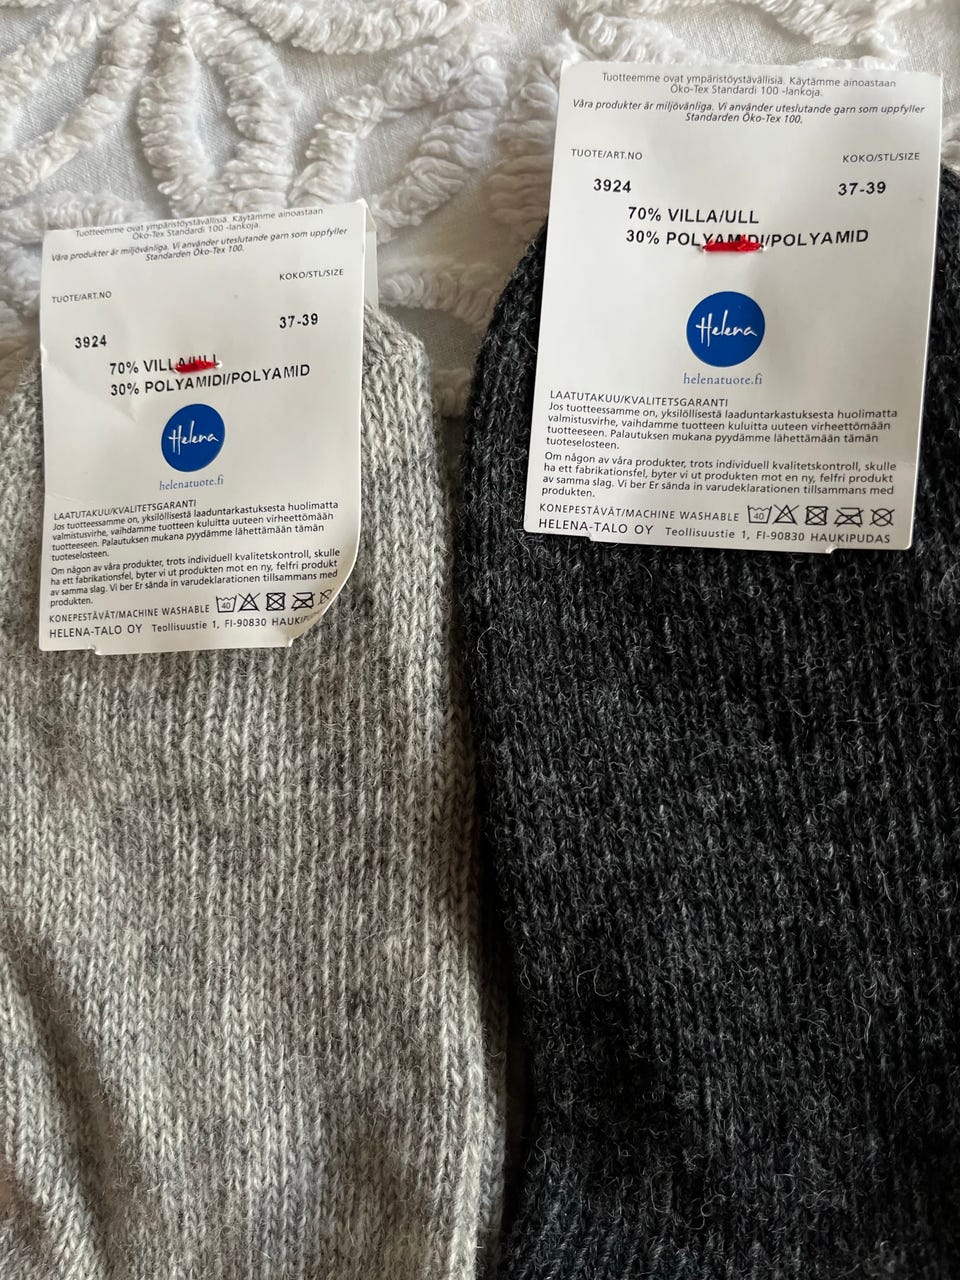 Tuotteemme ovat ympäristöystävällisiä. Käytämme ainoastaan
Öko-Tex Standardi 100 -lankoja.
Våra produkter är miljövänliga. Vi använder uteslutande garn som uppfyller
Standarden Öko-Tex 100.
TUOTE/ART.NO
KOKO/STL/SIZE
3924
37-39
70% VILLA/ULL
30% POLYAMIDI/POLYAMID
Helena
helenatuote.fi
LAATUTAKUU/KVALITETSGARANTI
Jos tuotteessamme on, yksilöllisestä laaduntarkastuksesta huolimatta
valmistusvirhe, vaihdamme tuotteen kuluitta uuteen virheettömään
tuotteeseen. Palautuksen mukana pyydämme lähettämään tämän
tuoteselosteen.
Om någon av våra produkter, trots individuell kvalitetskontroll, skulle
ha ett fabrikationsfel, byter vi ut produkten mot en ny, felfri produkt
av samma slag. Vi ber Er sända in varudeklarationen tillsammans med
produkten.
KONEPESTÄVÄT/MACHINE WASHABLE 40
HELENA-TALO OY Teollisuustie 1, FI-90830 HAUKIPUDAS
Tuotteemme ovat ympäristöystävällisiä. Käytämme ainoastaan
Öko-Tex Standardi 100 -lankoja.
Våra produkter är miljövänliga. Vi använder uteslutande garn som uppfyller
Standarden Öko-Tex 100.
TUOTE/ART.NO
KOKO/STL/SIZE
3924
37-39
70% VILLA/ULL
30% POLYAMIDI/POLYAMID
Helena
helenatuote.fi
LAATUTAKUU/KVALITETSGARANTI
Jos tuotteessamme on, yksilöllisestä laaduntarkastuksesta huolimatta
valmistusvirhe, vaihdamme tuotteen kuluitta uuteen virheettömään
tuotteeseen. Palautuksen mukana pyydämme lähettämään tämän
tuoteselosteen.
Om någon av våra produkter, trots individuell kvalitetskontroll, skulle
ha ett fabrikationsfel, byter vi ut produkten mot en ny, felfri produkt
av samma slag. Vi ber Er sända in varudeklarationen tillsammans med
produkten.
KONEPESTÄVÄT/MACHINE WASHABLE 40
HELENA-TALO OY Teollisuustie 1, FI-90830 HAUKIPUDAS